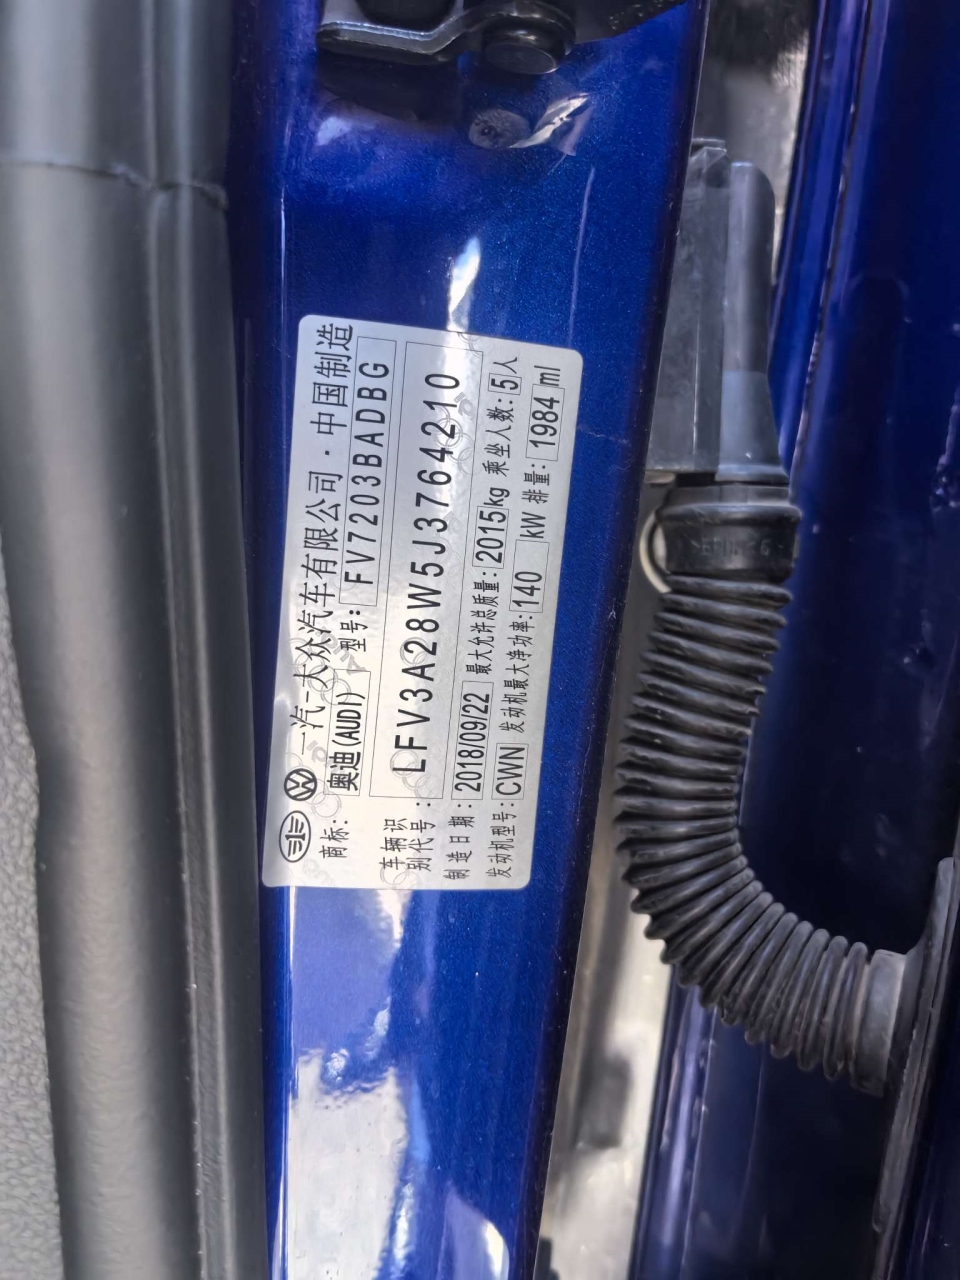 一汽-大众汽车有限公司·中国制造
商标: 奥迪(AUDI) 型号: FV7203BADBG
车辆识别代号: LFV3A28W5J3764210
制造日期: 2018/09/22 最大允许总质量: 2015kg 乘坐人数: 5人
发动机型号: CWN 发动机最大净功率: 140 kW 排量: 1984 ml